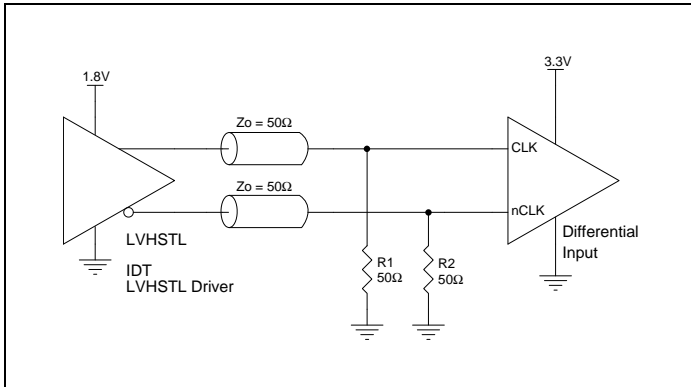 1.8V
3.3V
Zo = 50Ω
CLK
Zo = 50Ω
nCLK
LVHSTL
IDT
LVHSTL Driver
R1
50Ω
R2
50Ω
Differential
Input